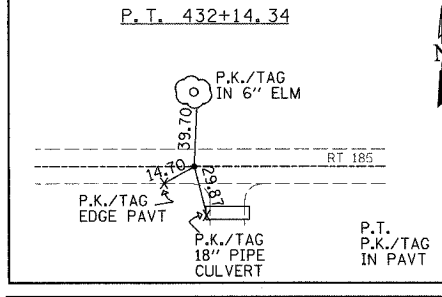 P.T. 432+14.34
N
P.K./TAG
IN 6" ELM
39.70
RT 185
14.70
29.87
P.K./TAG
EDGE PAVT
P.K./TAG
18" PIPE
CULVERT
P.T.
P.K./TAG
IN PAVT